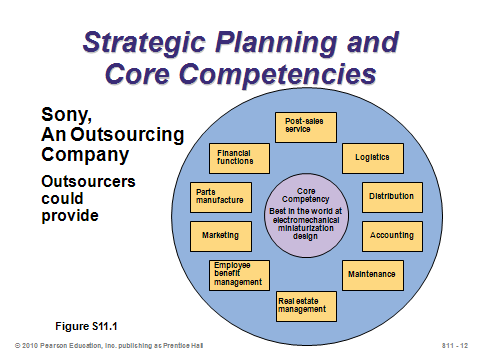 Strategic Planning and
Core Competencies
Sony,
An Outsourcing
Company
Outsourcers
could
provide
Post-sales
service
Financial
functions
Logistics
Parts
manufacture
Core
Competency
Best in the world at
electromechanical
miniaturization
design
Distribution
Marketing
Accounting
Employee
benefit
management
Maintenance
Real estate
management
Figure S11.1
© 2010 Pearson Education, Inc. publishing as Prentice Hall
S11 - 12